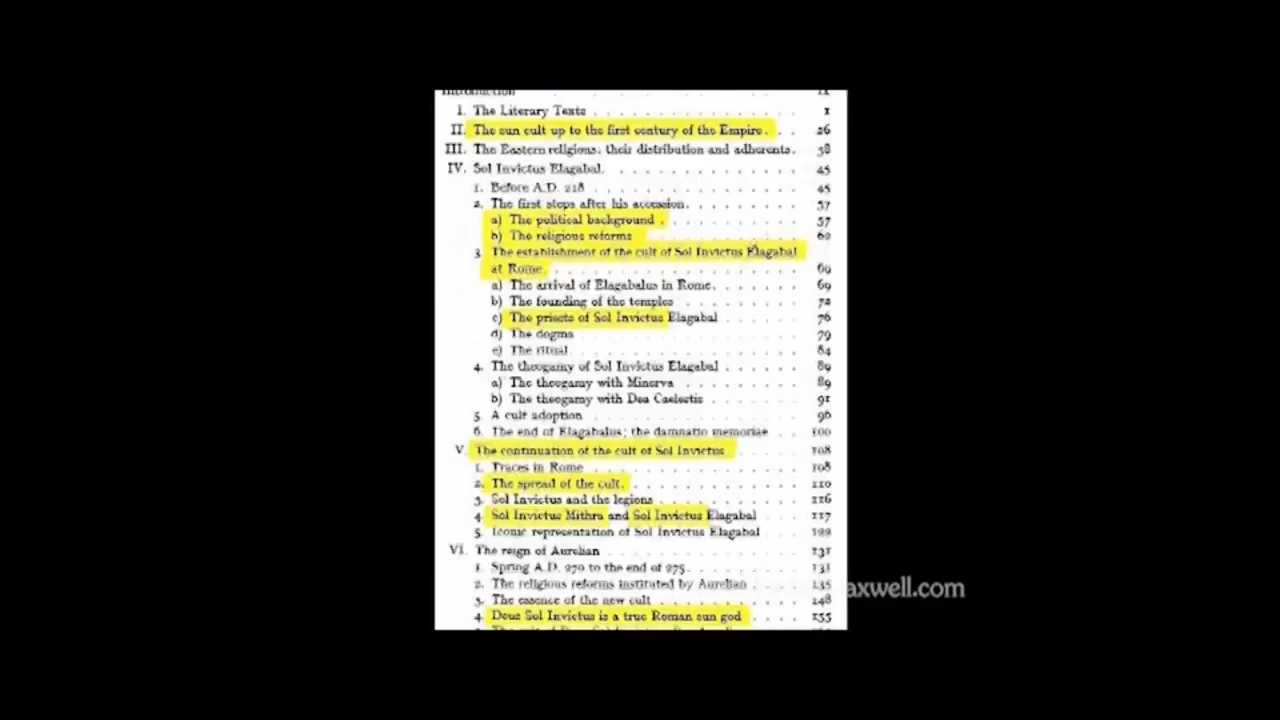 Introduction . . . . . . . . IX
I. The Literary Texts . . . . . . . . 1
II. The sun cult up to the first century of the Empire. . . 26
III. The Eastern religions: their distribution and adherents. 38
IV. Sol Invictus Elagabal. . . . . . . . 45
1. Before A.D. 218 . . . . . . . . 45
2. The first steps after his accession. . . . . . 57
a) The political background . . . . . . . 57
b) The religious reforms . . . . . . . 62
3. The establishment of the cult of Sol Invictus Elagabal
at Rome. . . . . . . . . 69
a) The arrival of Elagabalus in Rome. . . . . 69
b) The founding of the temples . . . . . 72
c) The priests of Sol Invictus Elagabal . . . . 76
d) The dogma . . . . . . . . 79
e) The ritual . . . . . . . . 84
4. The theogamy of Sol Invictus Elagabal . . . . 89
a) The theogamy with Minerva . . . . . 89
b) The theogamy with Dea Caelestis . . . . 91
5. A cult adoption . . . . . . . . 96
6. The end of Elagabalus; the damnatio memoriae . . 100
V. The continuation of the cult of Sol Invictus . . . 108
1. Traces in Rome . . . . . . . . 108
2. The spread of the cult. . . . . . . . 110
3. Sol Invictus and the legions . . . . . . 116
4. Sol Invictus Mithra and Sol Invictus Elagabal . . 117
5. Iconic representation of Sol Invictus Elagabal . . 122
VI. The reign of Aurelian . . . . . . . 131
1. Spring A.D. 270 to the end of 275. . . . . 131
2. The religious reforms instituted by Aurelian . . 135
3. The essence of the new cult . . . . . . 148
4. Deus Sol Invictus is a true Roman sun god . . . 155
axwell.com